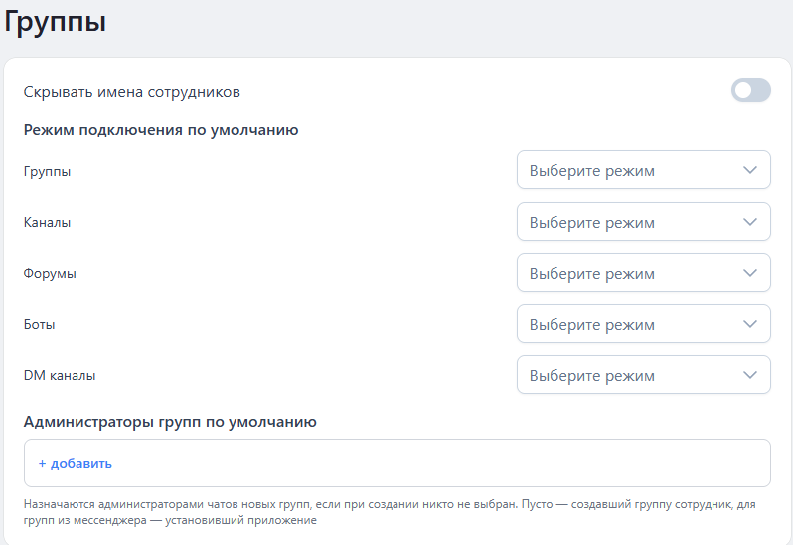 Группы
Скрывать имена сотрудников
Режим подключения по умолчанию
Группы Выберите режим
Каналы Выберите режим
Форумы Выберите режим
Боты Выберите режим
DM каналы Выберите режим
Администраторы групп по умолчанию
+ добавить
Назначаются администраторами чатов новых групп, если при создании никто не выбран. Пусто — создавший группу сотрудник, для
групп из мессенджера — установивший приложение